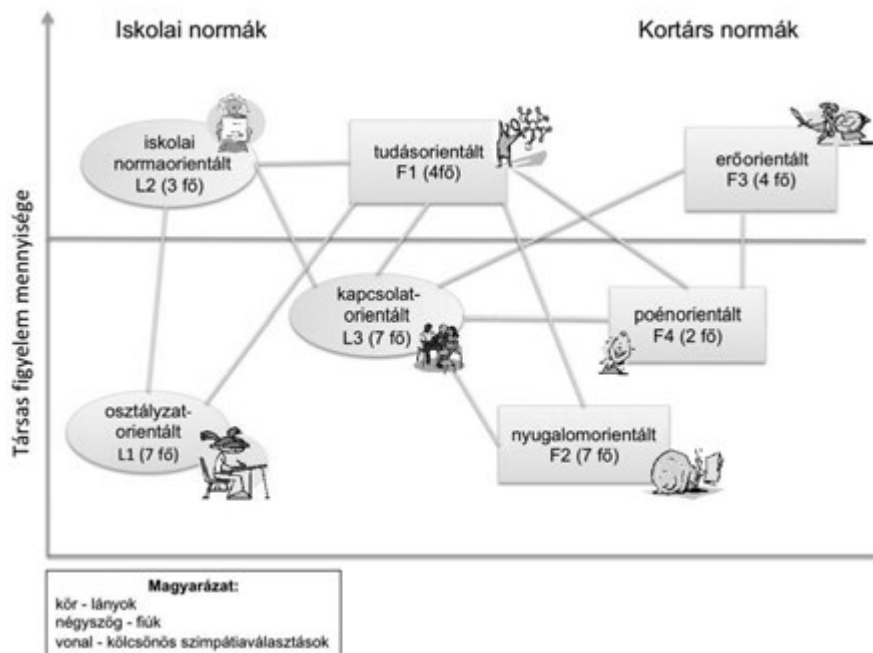 Iskolai normák
Kortárs normák
Társas figyelem mennyisége
iskolai
normaorientált
L2 (3 fő)
tudásorientált
F1 (4fő)
erőorientált
F3 (4 fő)
kapcsolat-
orientált
L3 (7 fő)
poénorientált
F4 (2 fő)
osztályzat-
orientált
L1 (7 fő)
nyugalomorientált
F2 (7 fő)
Magyarázat:
kör - lányok
négyszög - fiúk
vonal - kölcsönös szimpátiaválasztások